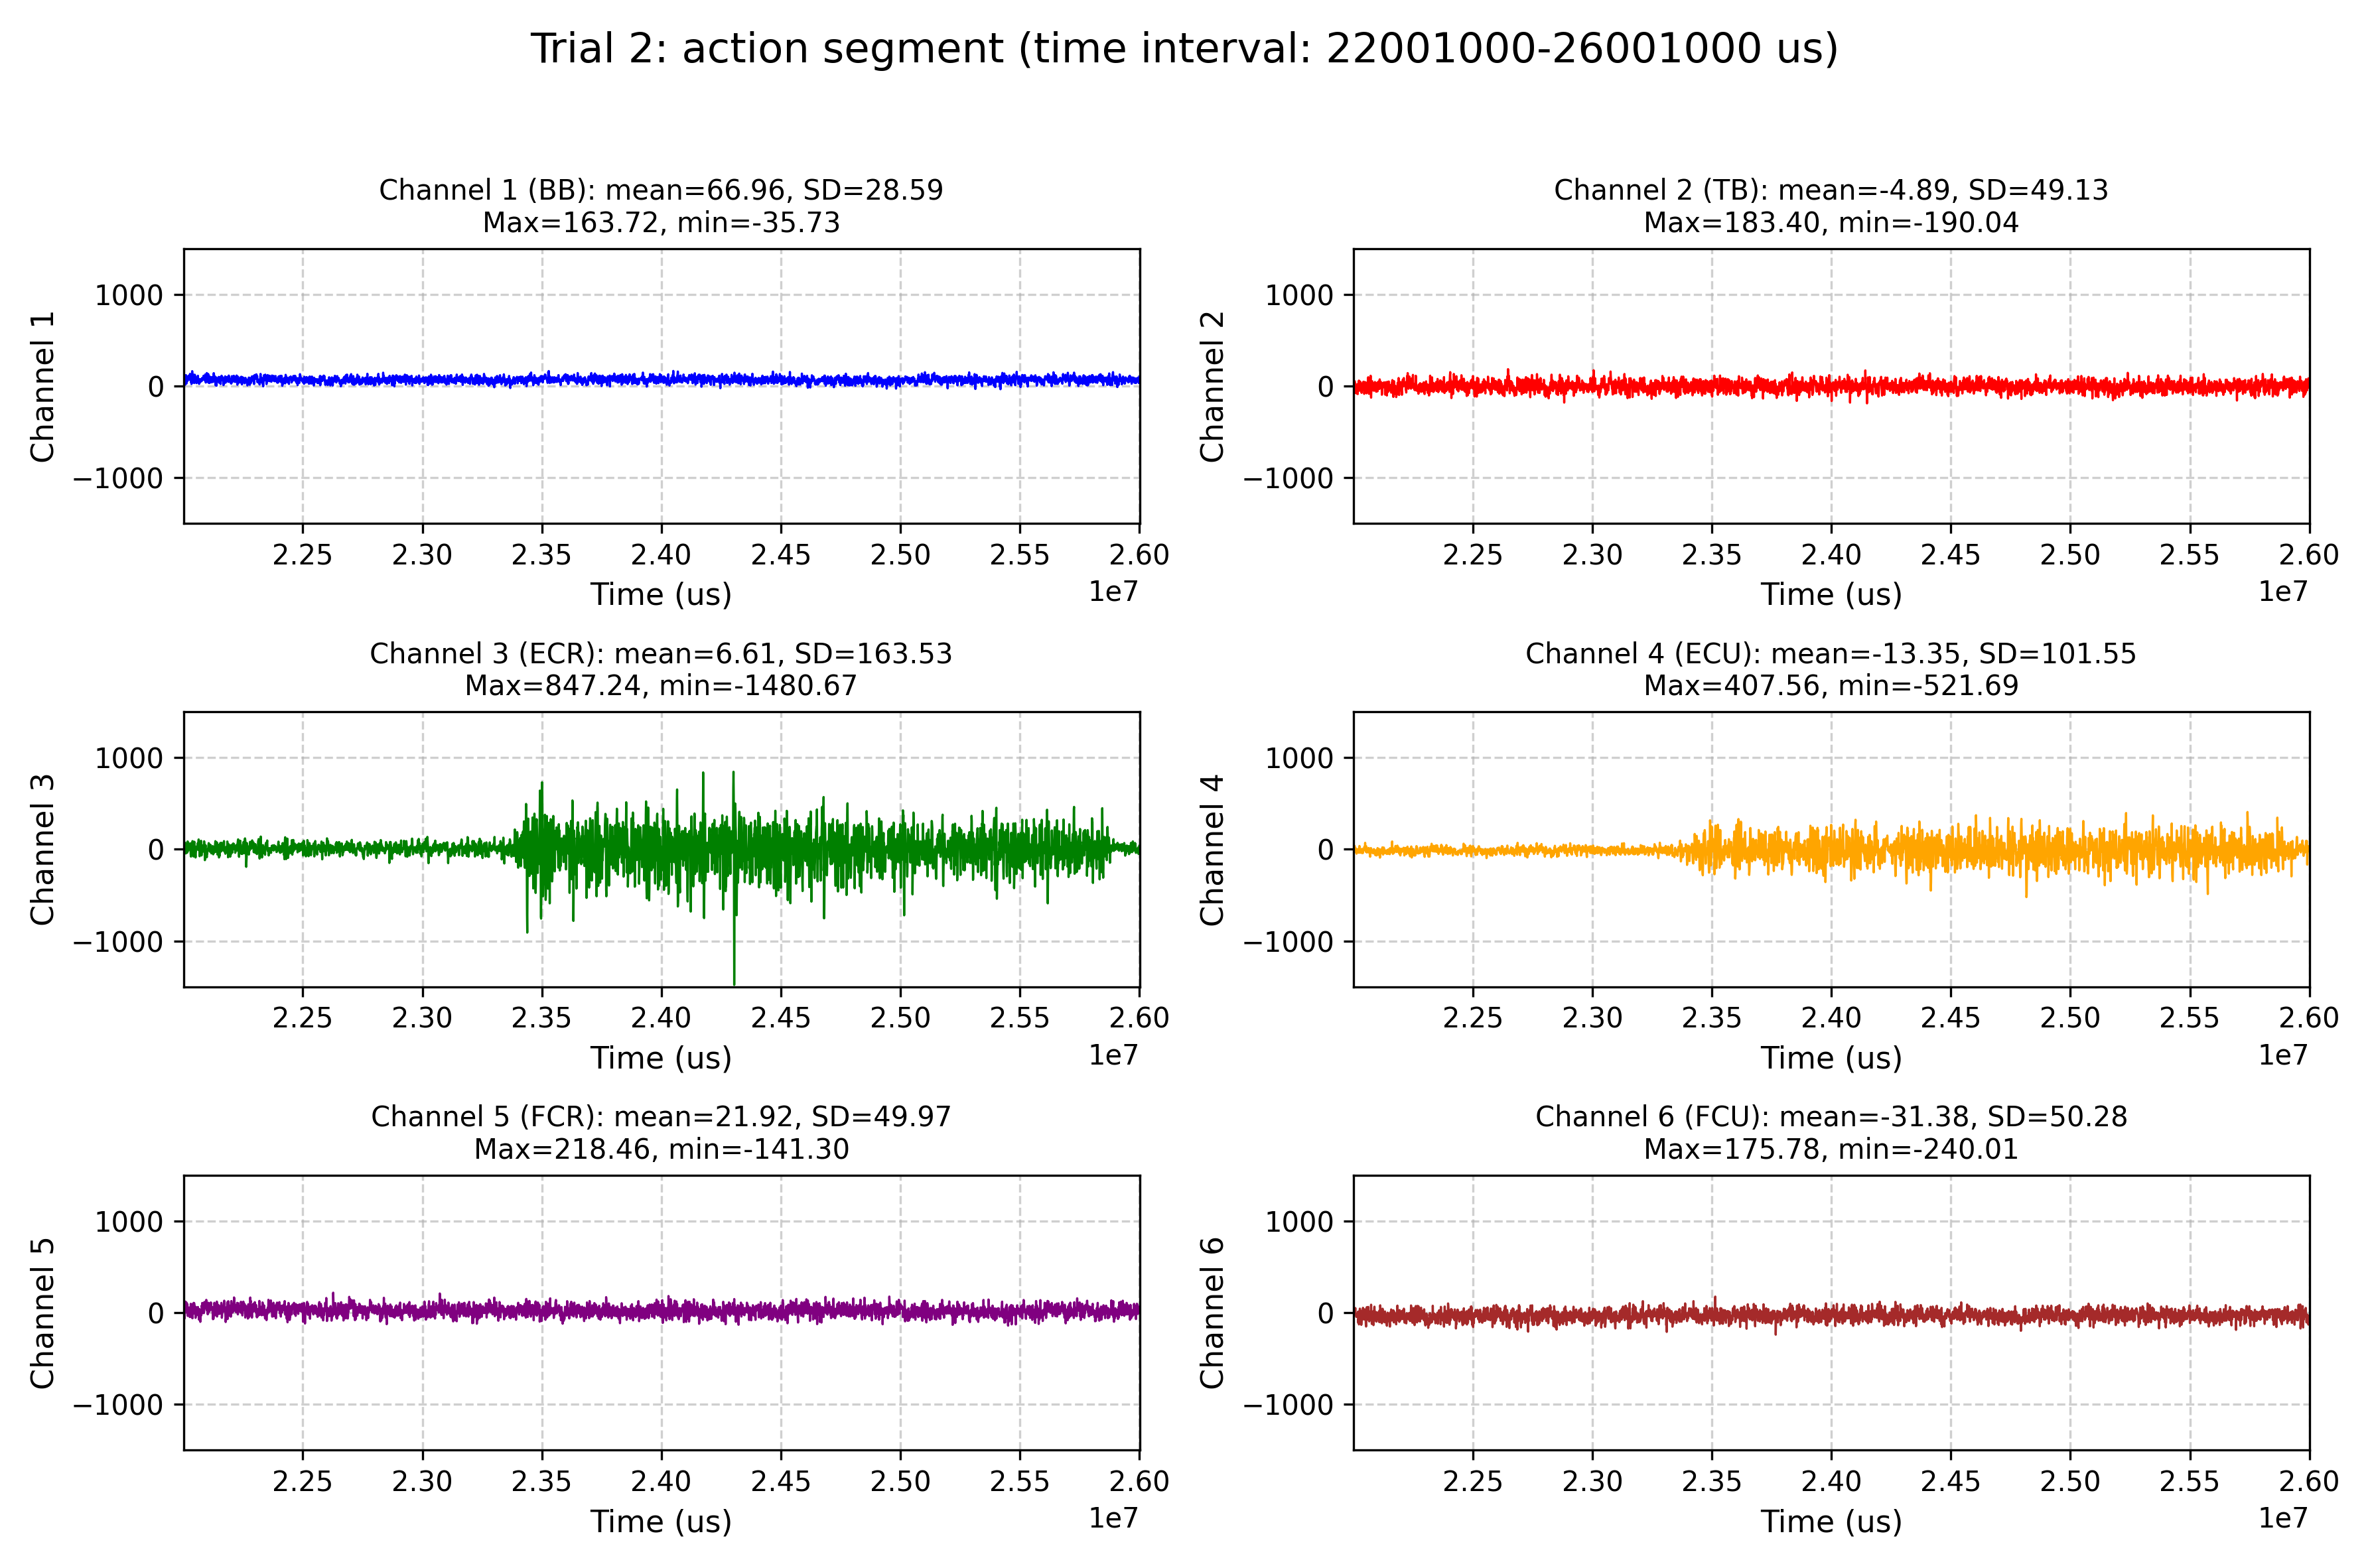 Trial 2: action segment (time interval: 22001000-26001000 us)
Channel 1 (BB): mean=66.96, SD=28.59
Max=163.72, min=-35.73
Channel 1
1000
0
−1000
2.25 2.30 2.35 2.40 2.45 2.50 2.55 2.60
1e7
Time (us)
Channel 2 (TB): mean=-4.89, SD=49.13
Max=183.40, min=-190.04
Channel 2
1000
0
−1000
2.25 2.30 2.35 2.40 2.45 2.50 2.55 2.60
1e7
Time (us)
Channel 3 (ECR): mean=6.61, SD=163.53
Max=847.24, min=-1480.67
Channel 3
1000
0
−1000
2.25 2.30 2.35 2.40 2.45 2.50 2.55 2.60
1e7
Time (us)
Channel 4 (ECU): mean=-13.35, SD=101.55
Max=407.56, min=-521.69
Channel 4
1000
0
−1000
2.25 2.30 2.35 2.40 2.45 2.50 2.55 2.60
1e7
Time (us)
Channel 5 (FCR): mean=21.92, SD=49.97
Max=218.46, min=-141.30
Channel 5
1000
0
−1000
2.25 2.30 2.35 2.40 2.45 2.50 2.55 2.60
1e7
Time (us)
Channel 6 (FCU): mean=-31.38, SD=50.28
Max=175.78, min=-240.01
Channel 6
1000
0
−1000
2.25 2.30 2.35 2.40 2.45 2.50 2.55 2.60
1e7
Time (us)